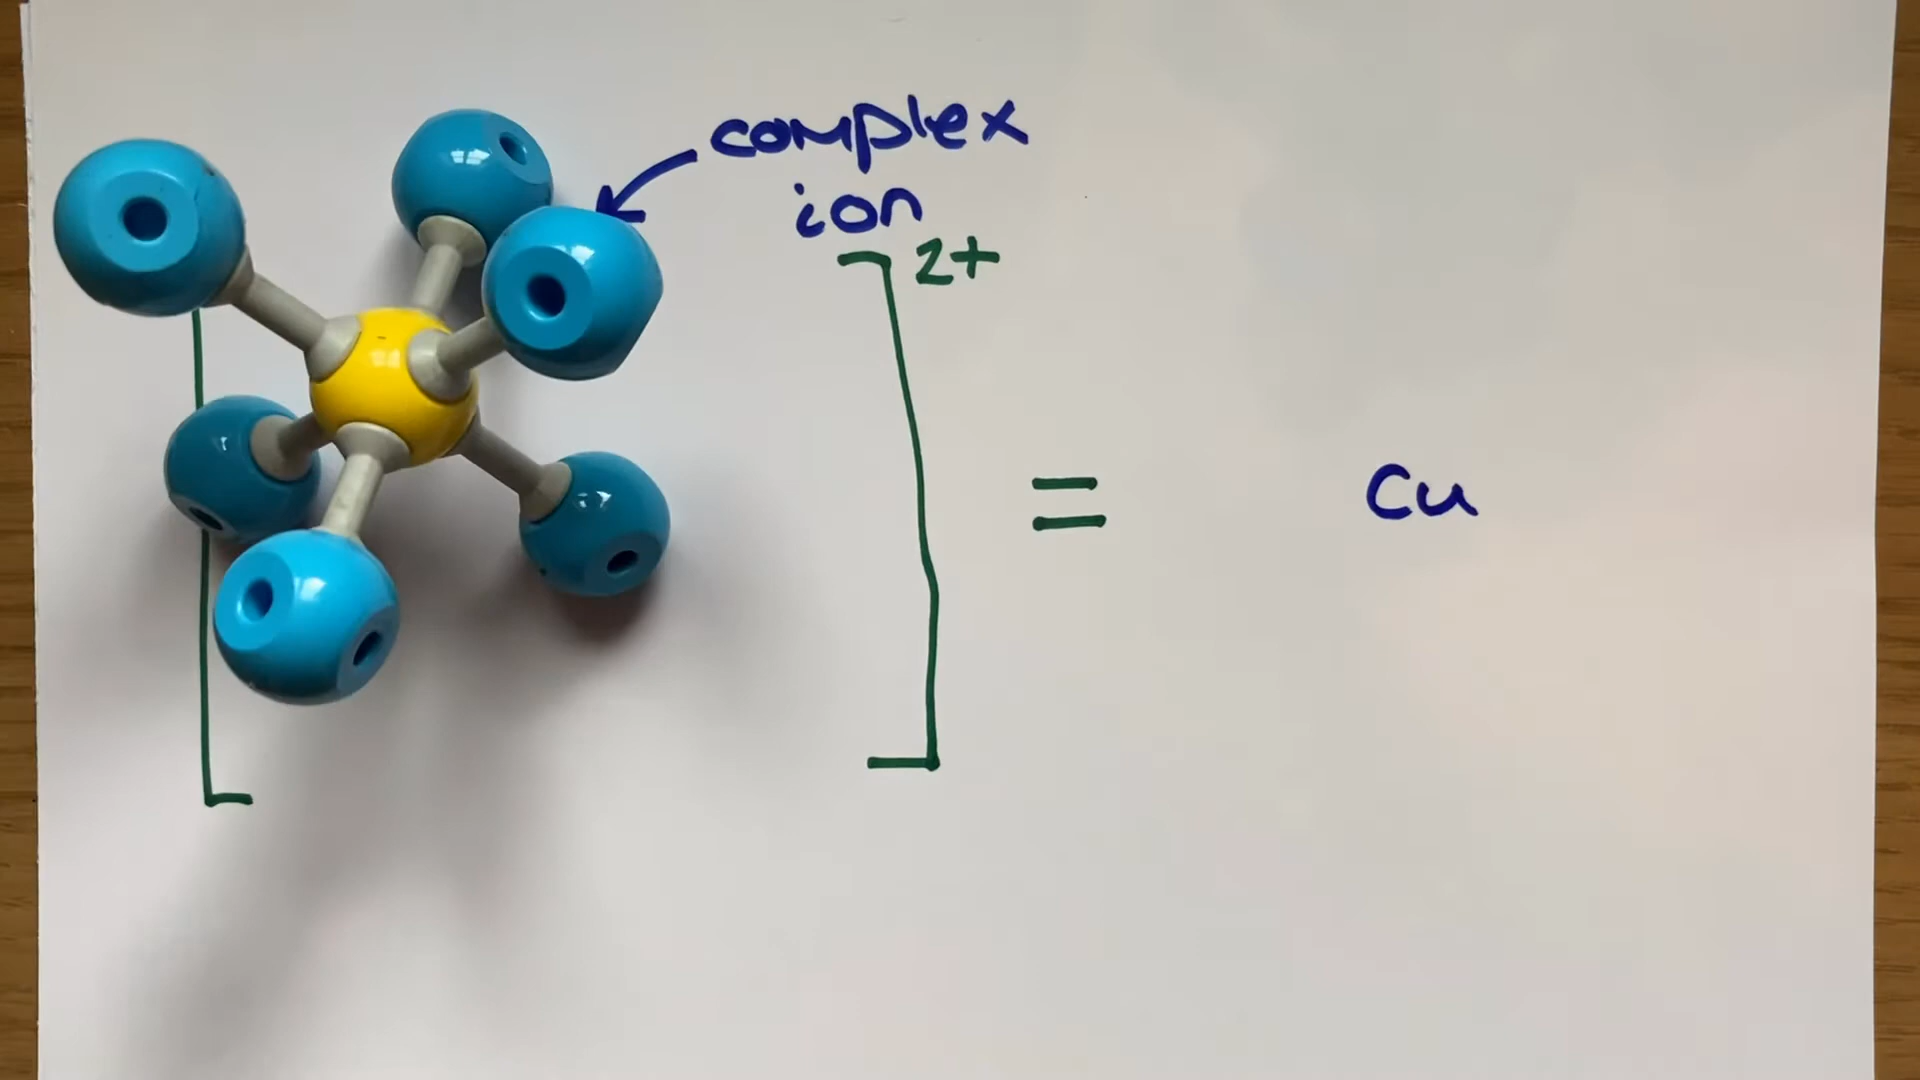 complex
ion
2+
=
Cu